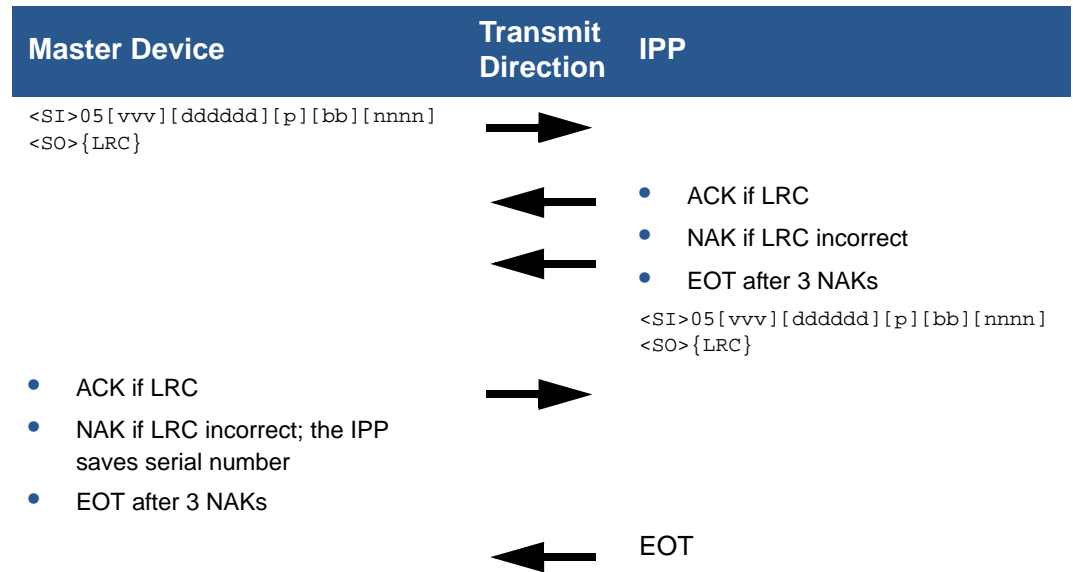 Master Device
Transmit
Direction
IPP
<SI>05[vvv][dddddd][p][bb][nnnn]
<SO>{LRC}
• ACK if LRC
• NAK if LRC incorrect
• EOT after 3 NAKs
<SI>05[vvv][dddddd][p][bb][nnnn]
<SO>{LRC}
• ACK if LRC
• NAK if LRC incorrect; the IPP
saves serial number
• EOT after 3 NAKs
EOT